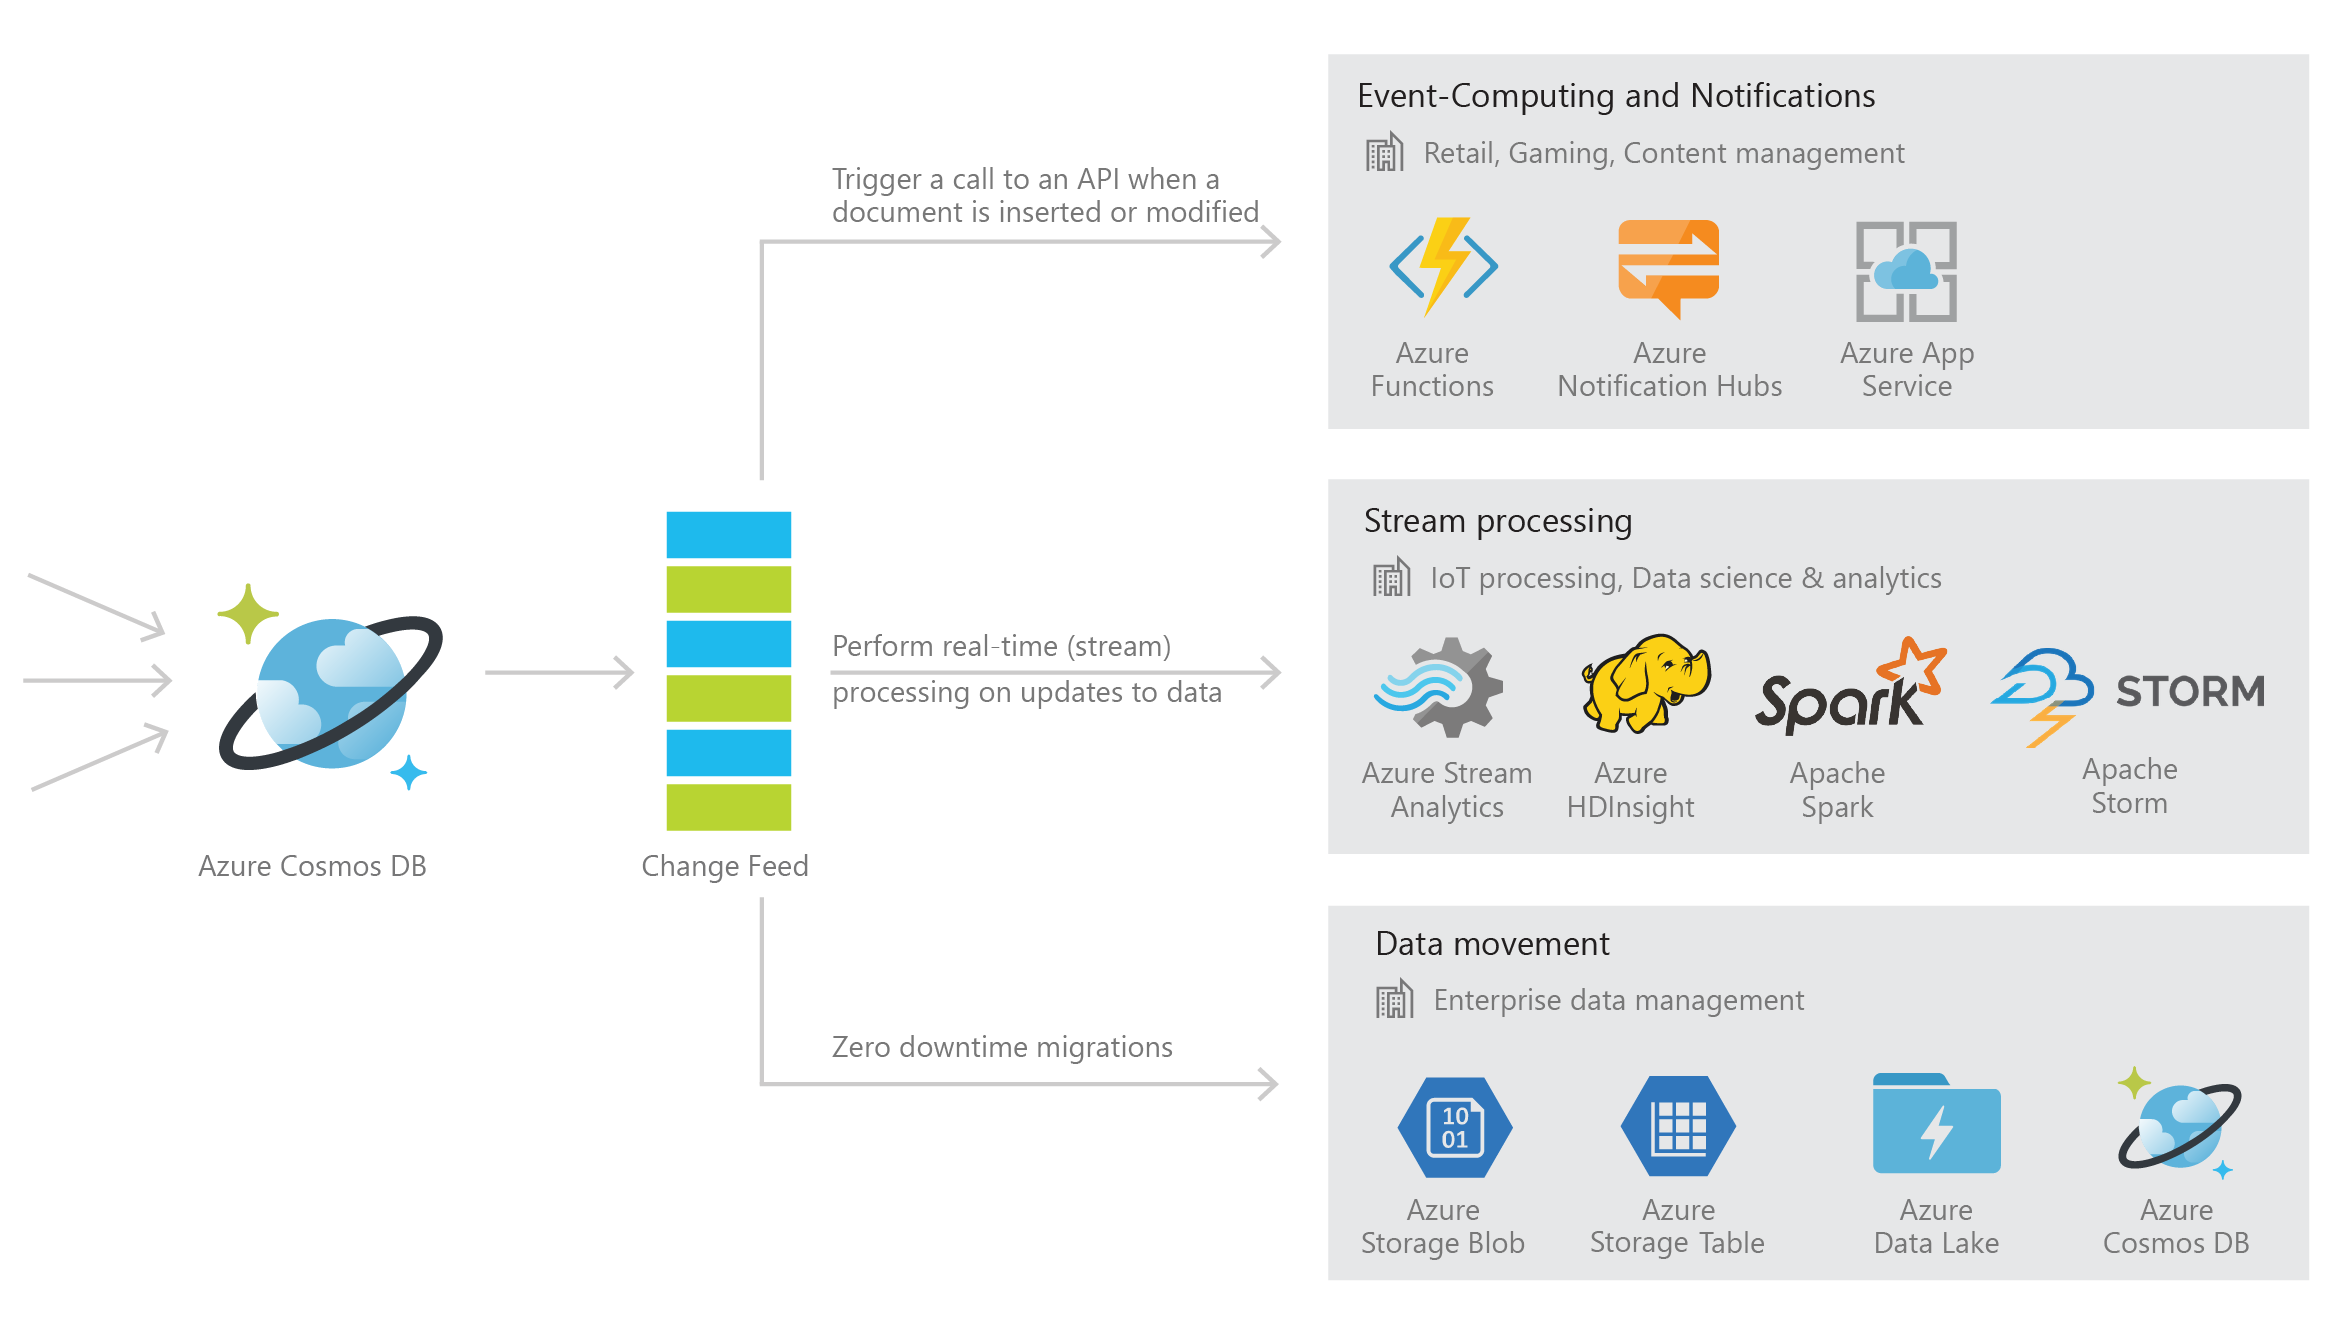 Event-Computing and Notifications
Retail, Gaming, Content management
Trigger a call to an API when a
document is inserted or modified
Azure
Functions
Azure
Notification Hubs
Azure App
Service
Stream processing
IoT processing, Data science & analytics
Perform real-time (stream)
processing on updates to data
Spark
STORM
Azure Stream
Analytics
Azure
HDInsight
Apache
Spark
Apache
Storm
Azure Cosmos DB
Change Feed
Data movement
Enterprise data management
Zero downtime migrations
10
01
Azure
Storage Blob
Azure
Storage Table
Azure
Data Lake
Azure
Cosmos DB